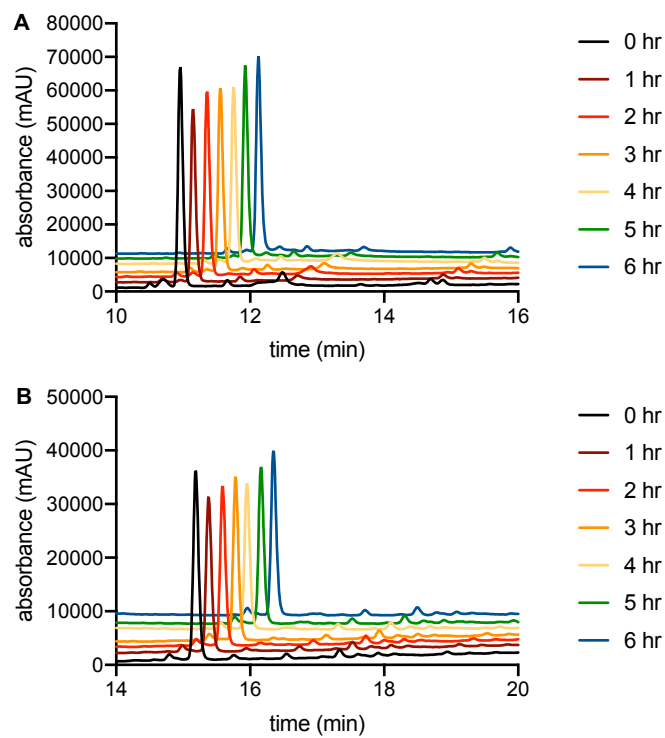 A
absorbance (mAU)
80000
70000
60000
50000
40000
30000
20000
10000
0
10
12
14
16
time (min)
0 hr
1 hr
2 hr
3 hr
4 hr
5 hr
6 hr
B
absorbance (mAU)
50000
40000
30000
20000
10000
0
14
16
18
20
time (min)
0 hr
1 hr
2 hr
3 hr
4 hr
5 hr
6 hr